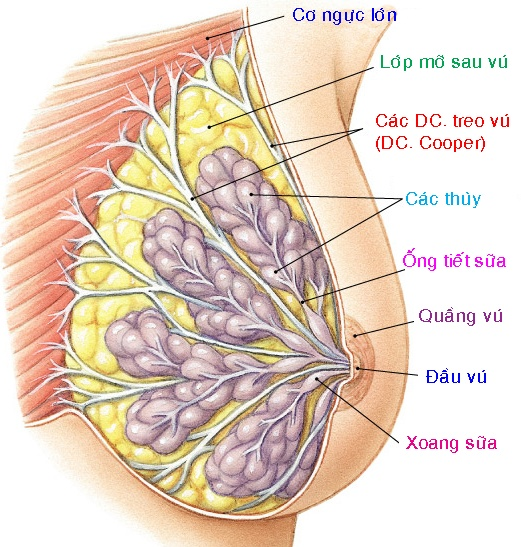 Cơ ngực lớn
Lớp mỡ sau vú
Các DC. treo vú
(DC. Cooper)
Các thùy
Ống tiết sữa
Quầng vú
Đầu vú
Xoang sữa